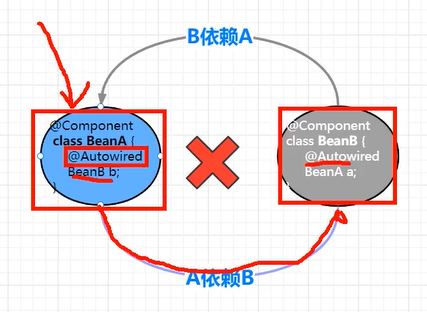 B依赖A
@Component
class BeanA {
@Autowired
BeanB b;
}
@Component
class BeanB {
@Autowired
BeanA a;
}
A依赖B